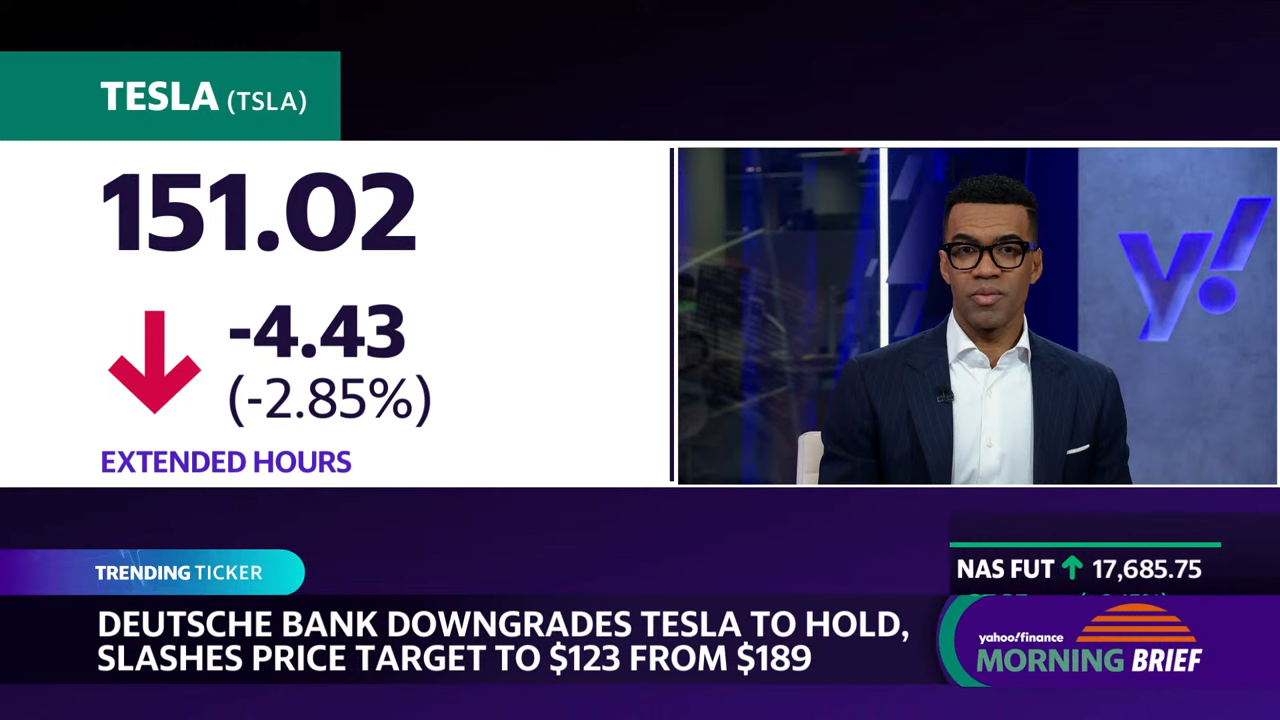 TESLA (TSLA)
151.02
-4.43
(-2.85%)
EXTENDED HOURS
y!
TRENDING TICKER
NAS FUT 17,685.75
DEUTSCHE BANK DOWNGRADES TESLA TO HOLD,
SLASHES PRICE TARGET TO $123 FROM $189
yahoo!finance
MORNING BRIEF